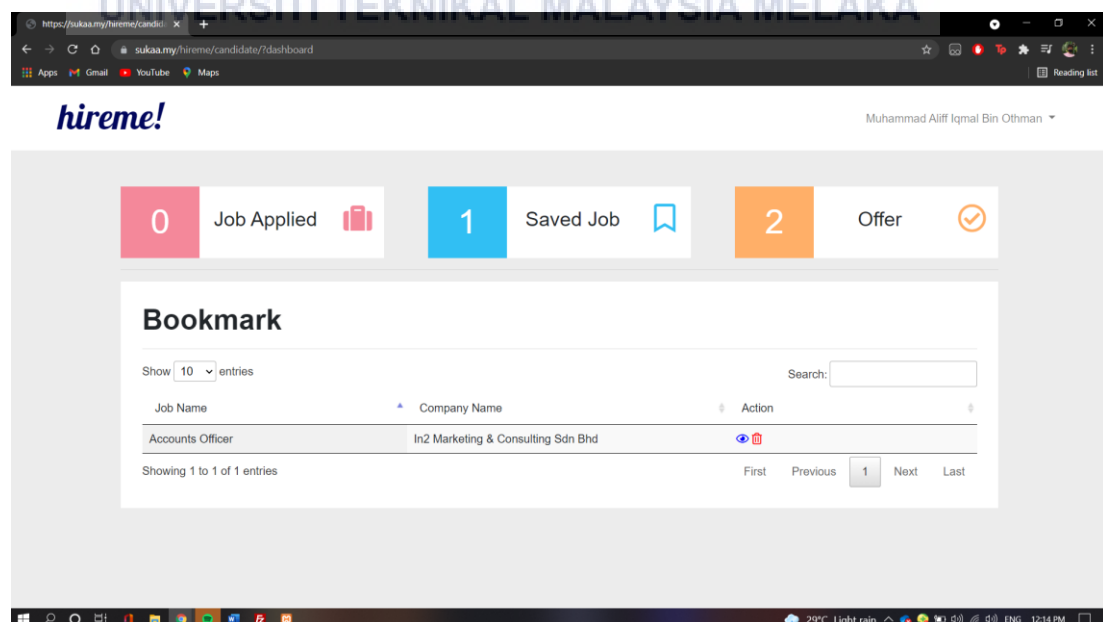 UNIVERSITI TEKNIKAL MALAYSIA MELAKA
https://sukaa.my/hireme/candid
sukaa.my/hireme/candidate/?dashboard
Apps Gmail YouTube Maps Reading list
hireme!
Muhammad Aliff Iqmal Bin Othman
0 Job Applied 1 Saved Job 2 Offer
Bookmark
Show 10 entries Search:
Job Name Company Name Action
Accounts Officer In2 Marketing & Consulting Sdn Bhd
Showing 1 to 1 of 1 entries First Previous 1 Next Last
29°C Light rain ENG 12:14 PM